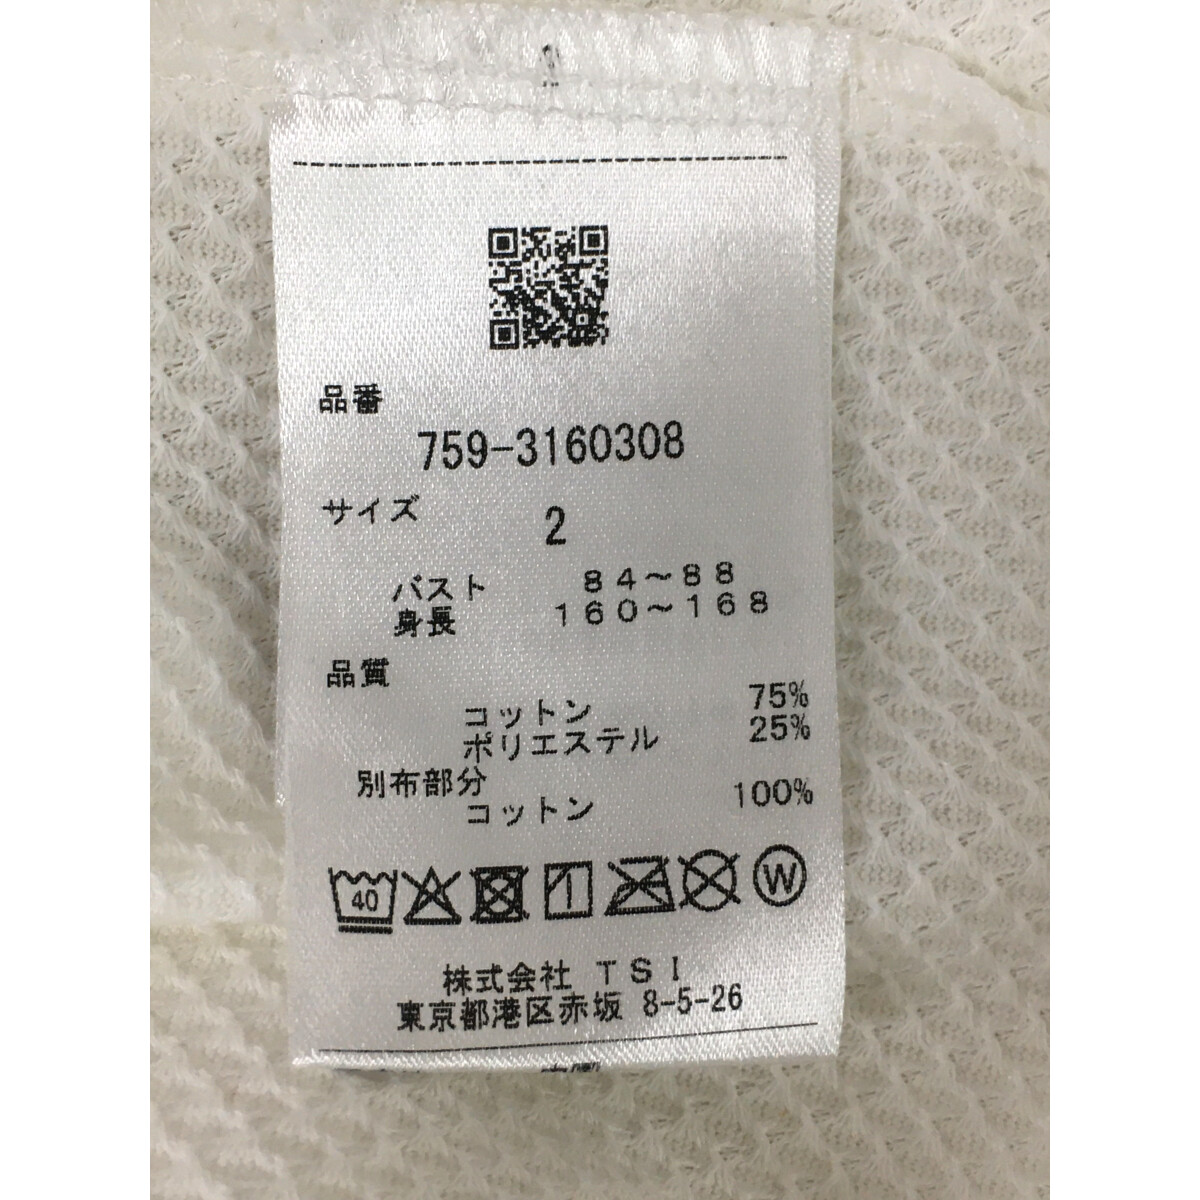 品番
759-3160308
サイズ 2
バスト 84～88
身長 160～168
品質
コットン 75%
ポリエステル 25%
別布部分
コットン 100%
40 W
株式会社 TSI
東京都港区赤坂 8-5-26